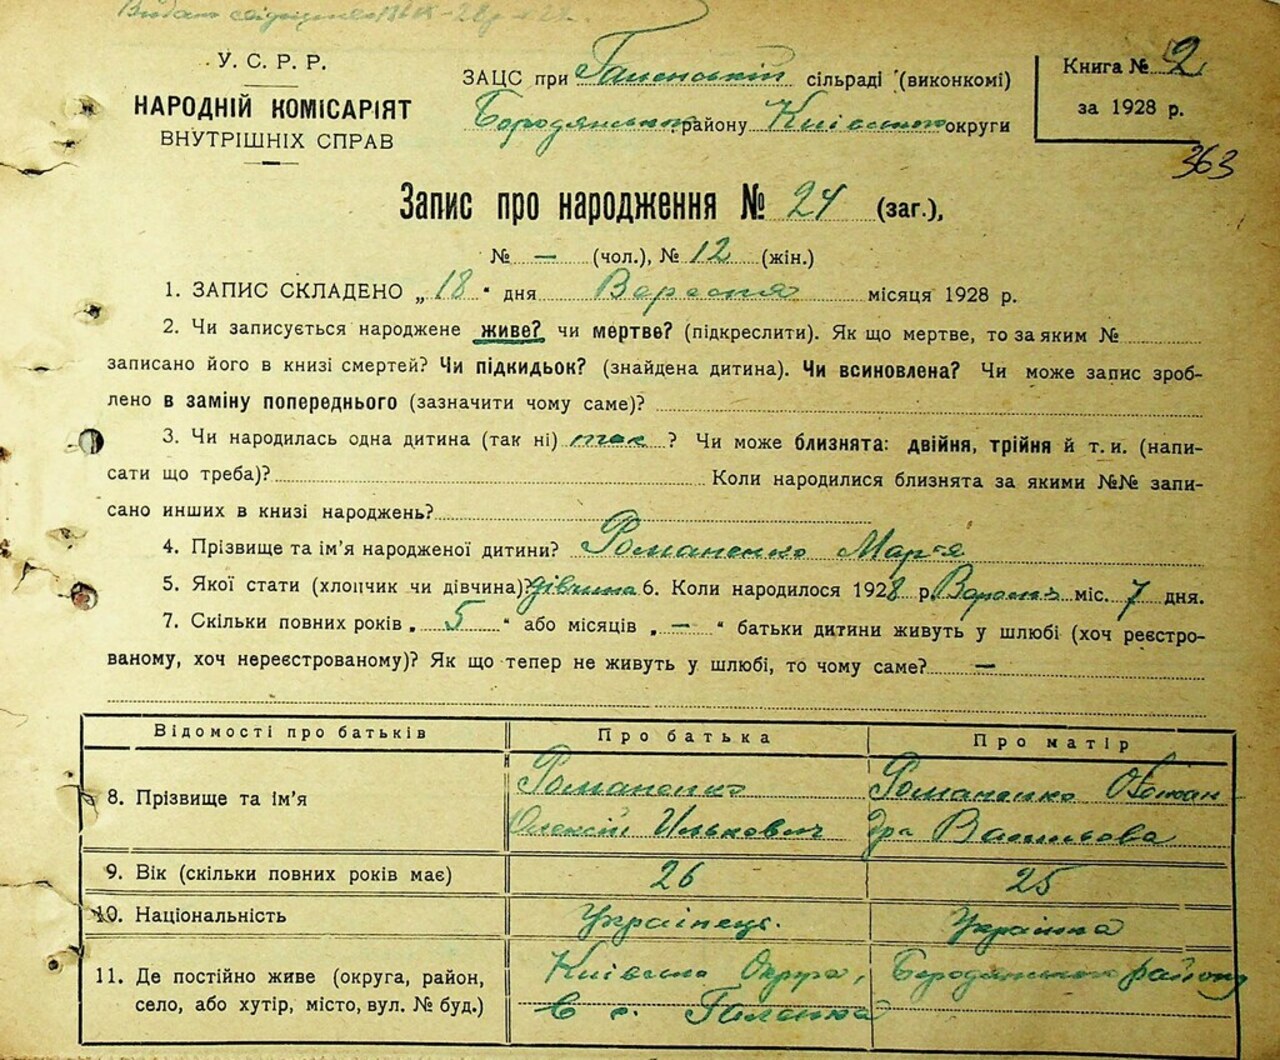 Видано
У. С. Р. Р.
НАРОДНІЙ КОМІСАРІЯТ
ВНУТРІШНІХ СПРАВ
ЗАЦС при сільраді (виконкомі)
Бородянського району Київської округи
Книга № 2
за 1928 р.
363
Запис про народження № 24 (заг.),
№ — (чол.), № 12 (жін.)
1. ЗАПИС СКЛАДЕНО „18" дня Вересня місяця 1928 р.
2. Чи записується народжене живе? чи мертве? (підкреслити). Як що мертве, то за яким №
записано його в книзі смертей? Чи підкидьок? (знайдена дитина). Чи всиновлена? Чи може запис зроб-
лено в заміну попереднього (зазначити чому саме)?
3. Чи народилась одна дитина (так ні) так? Чи може близнята: двійня, трійня й т. и. (напи-
сати що треба)? Коли народилися близнята за якими №№ запи-
сано инших в книзі народжень?
4. Прізвище та ім'я народженої дитини? Романенко Мар'я
5. Якої стати (хлопчик чи дівчина)? дівчина 6. Коли народилося 1928 р. міс. 7 дня.
7. Скільки повних років „5" або місяців „—" батьки дитини живуть у шлюбі (хоч реєстро-
ваному, хоч нереєстрованому)? Як що тепер не живуть у шлюбі, то чому саме? —
Відомості про батьків Про батька Про матір
8. Прізвище та ім'я
Романенко Романенко
Олексій Илькович Васильова
9. Вік (скільки повних років має) 26 25
10. Національність Українець. Українка
11. Де постійно живе (округа, район,
село, або хутір, місто, вул. № буд.)
Київська Округа, Бородянського району
в с.